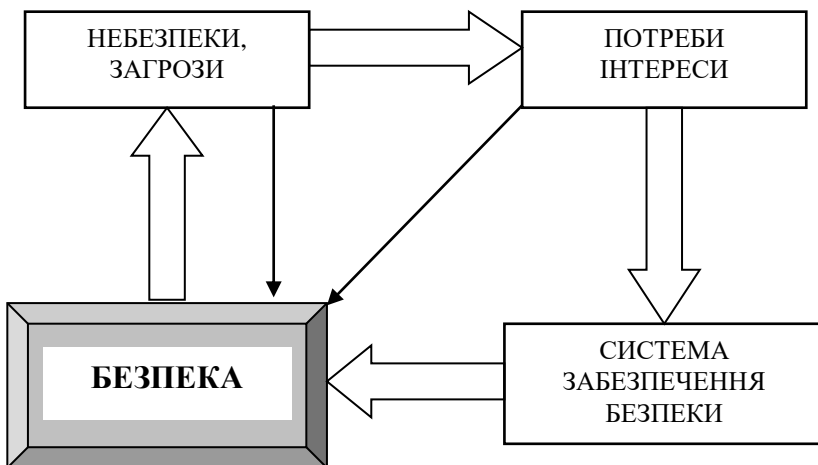 НЕБЕЗПЕКИ,
ЗАГРОЗИ
ПОТРЕБИ
ІНТЕРЕСИ
БЕЗПЕКА
СИСТЕМА
ЗАБЕЗПЕЧЕННЯ
БЕЗПЕКИ